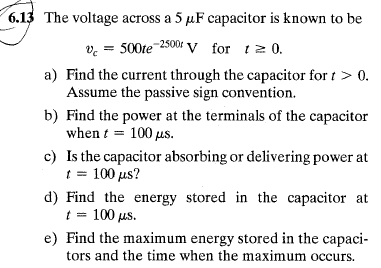 6.13 The voltage across a 5 μF capacitor is known to be
v_c = 500te^{-2500t} V for t ≥ 0.
a) Find the current through the capacitor for t > 0.
Assume the passive sign convention.
b) Find the power at the terminals of the capacitor
when t = 100 μs.
c) Is the capacitor absorbing or delivering power at
t = 100 μs?
d) Find the energy stored in the capacitor at
t = 100 μs.
e) Find the maximum energy stored in the capaci-
tors and the time when the maximum occurs.